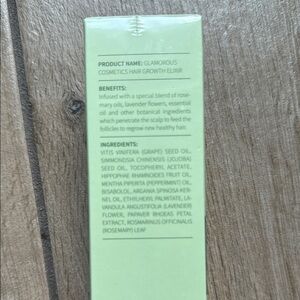 PRODUCT NAME: GLAMOROUS
COSMETICS HAIR GROWTH ELIXIR
BENEFITS:
Infused with a special blend of rose-
mary oils, lavender flowers, essential
oil and other botanical ingredients
which penetrate the scalp to feed the
follicles to regrow new healthy hair.
INGREDIENTS:
VITIS VINIFERA (GRAPE) SEED OIL,
SIMMONDSIA CHINENSIS (JOJOBA)
SEED OIL, TOCOPHERYL ACETATE,
HIPPOPHAE RHAMNOIDES FRUIT OIL,
MENTHA PIPERITA (PEPPERMINT) OIL,
BISABOLOL, ARGANIA SPINOSA KER-
NEL OIL, ETHYLHEXYL PALMITATE, LA-
VANDULA ANGUSTIFOLIA (LAVENDER)
FLOWER, PAPAVER RHOEAS PETAL
EXTRACT, ROSMARINUS OFFICINALIS
(ROSEMARY) LEAF